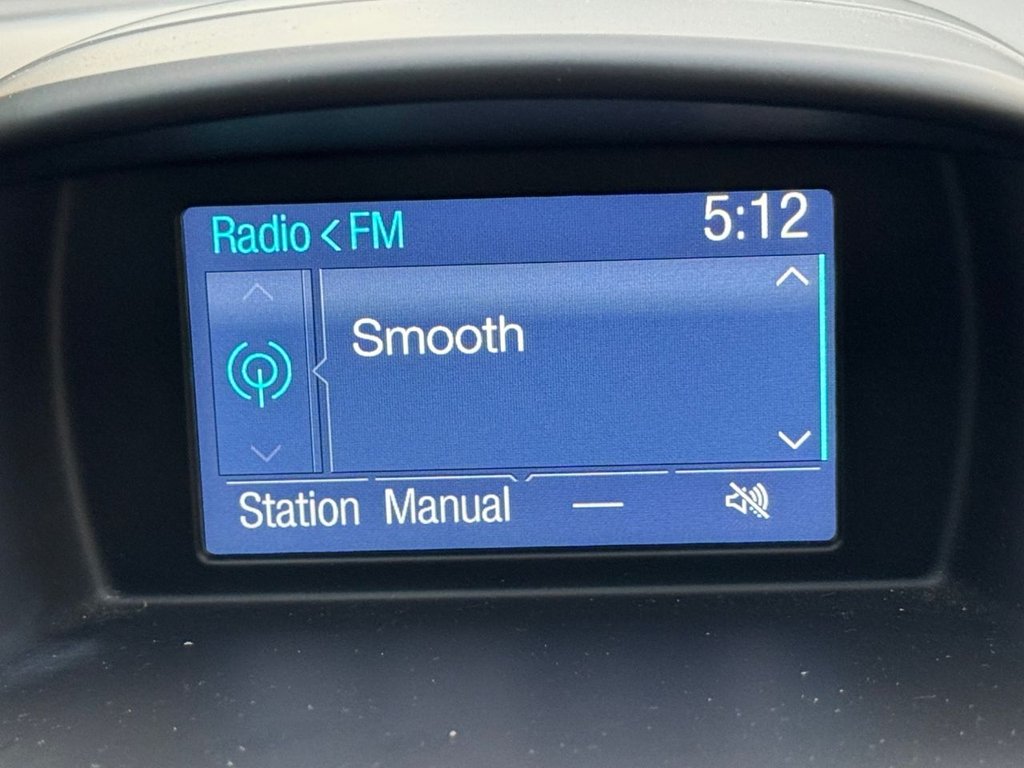 Radio < FM 5:12
Smooth
Station Manual —